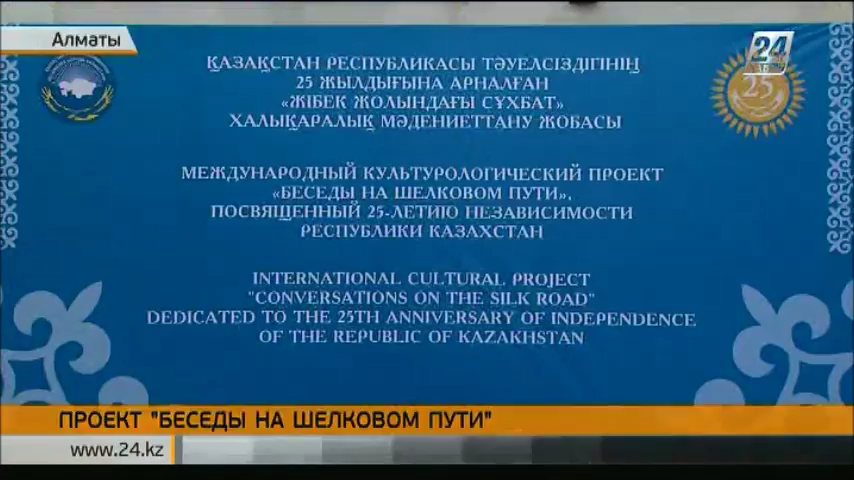 Алматы
24
KZ
25
ҚАЗАҚСТАН РЕСПУБЛИКАСЫ ТӘУЕЛСІЗДІГІНІҢ
25 ЖЫЛДЫҒЫНА АРНАЛҒАН
«ЖІБЕК ЖОЛЫНДАҒЫ СҰХБАТ»
ХАЛЫҚАРАЛЫҚ МӘДЕНИЕТТАНУ ЖОБАСЫ
МЕЖДУНАРОДНЫЙ КУЛЬТУРОЛОГИЧЕСКИЙ ПРОЕКТ
«БЕСЕДЫ НА ШЕЛКОВОМ ПУТИ»,
ПОСВЯЩЕННЫЙ 25-ЛЕТИЮ НЕЗАВИСИМОСТИ
РЕСПУБЛИКИ КАЗАХСТАН
INTERNATIONAL CULTURAL PROJECT
"CONVERSATIONS ON THE SILK ROAD"
DEDICATED TO THE 25TH ANNIVERSARY OF INDEPENDENCE
OF THE REPUBLIC OF KAZAKHSTAN
ПРОЕКТ "БЕСЕДЫ НА ШЕЛКОВОМ ПУТИ"
www.24.kz